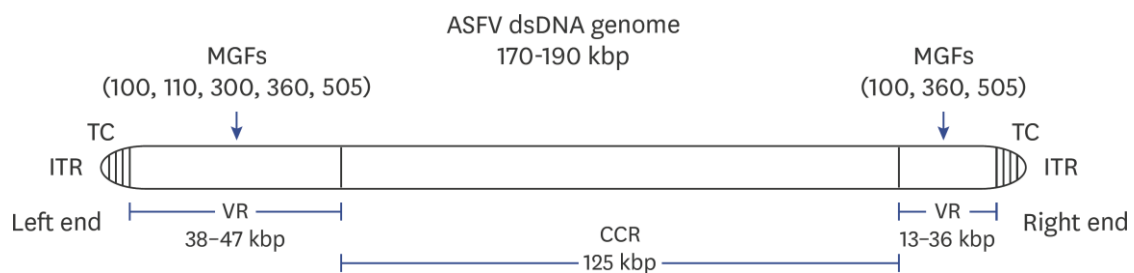 ASFV dsDNA genome
170-190 kbp
MGFs
(100, 110, 300, 360, 505)
MGFs
(100, 360, 505)
TC
TC
ITR
ITR
Left end
VR
38–47 kbp
CCR
125 kbp
VR
13–36 kbp
Right end